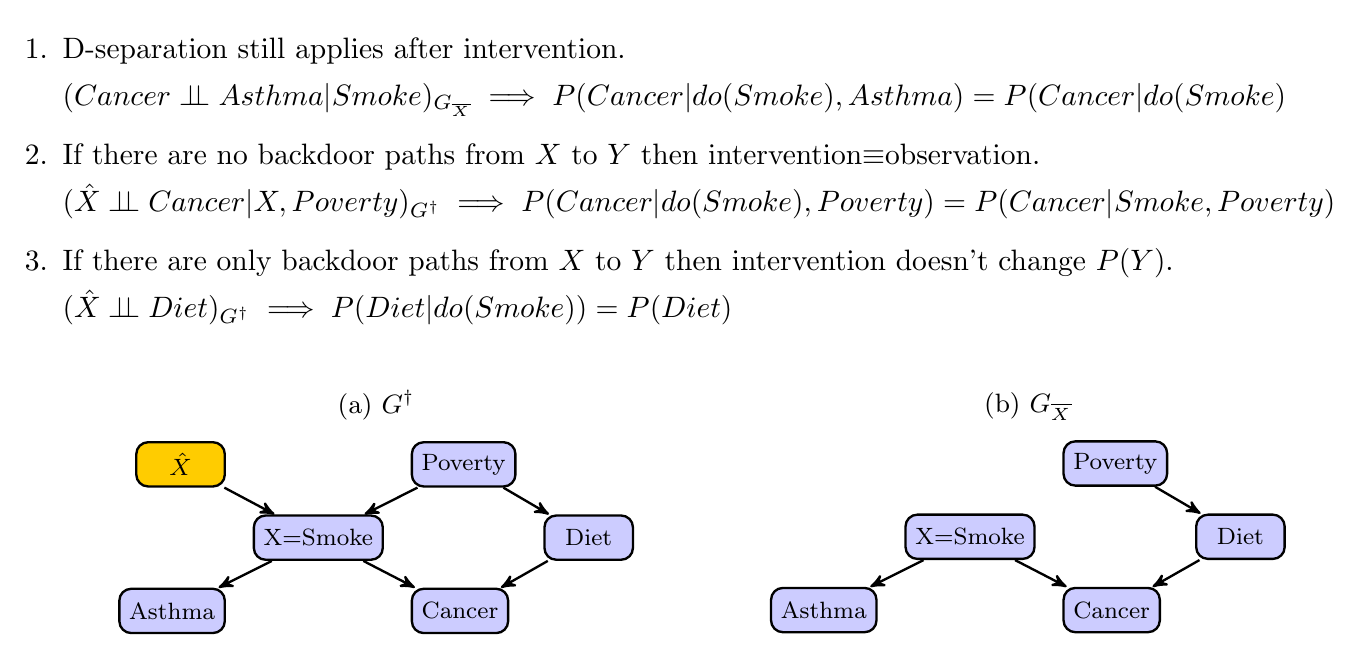 1. D-separation still applies after intervention.
(Cancer ⫫ Asthma|Smoke)_{G_{\overline{X}}} ⟹ P(Cancer|do(Smoke), Asthma) = P(Cancer|do(Smoke)
2. If there are no backdoor paths from X to Y then intervention≡observation.
(X̂ ⫫ Cancer|X, Poverty)_{G^†} ⟹ P(Cancer|do(Smoke), Poverty) = P(Cancer|Smoke, Poverty)
3. If there are only backdoor paths from X to Y then intervention doesn't change P(Y).
(X̂ ⫫ Diet)_{G^†} ⟹ P(Diet|do(Smoke)) = P(Diet)
(a) G^†
X̂
Poverty
X=Smoke
Diet
Asthma
Cancer
(b) G_{\overline{X}}
Poverty
X=Smoke
Diet
Asthma
Cancer